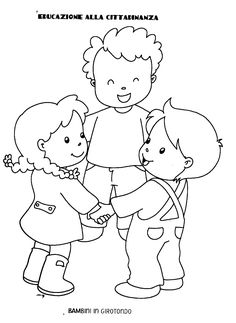 EDUCAZIONE ALLA CITTADINANZA
BAMBINI IN GIROTONDO